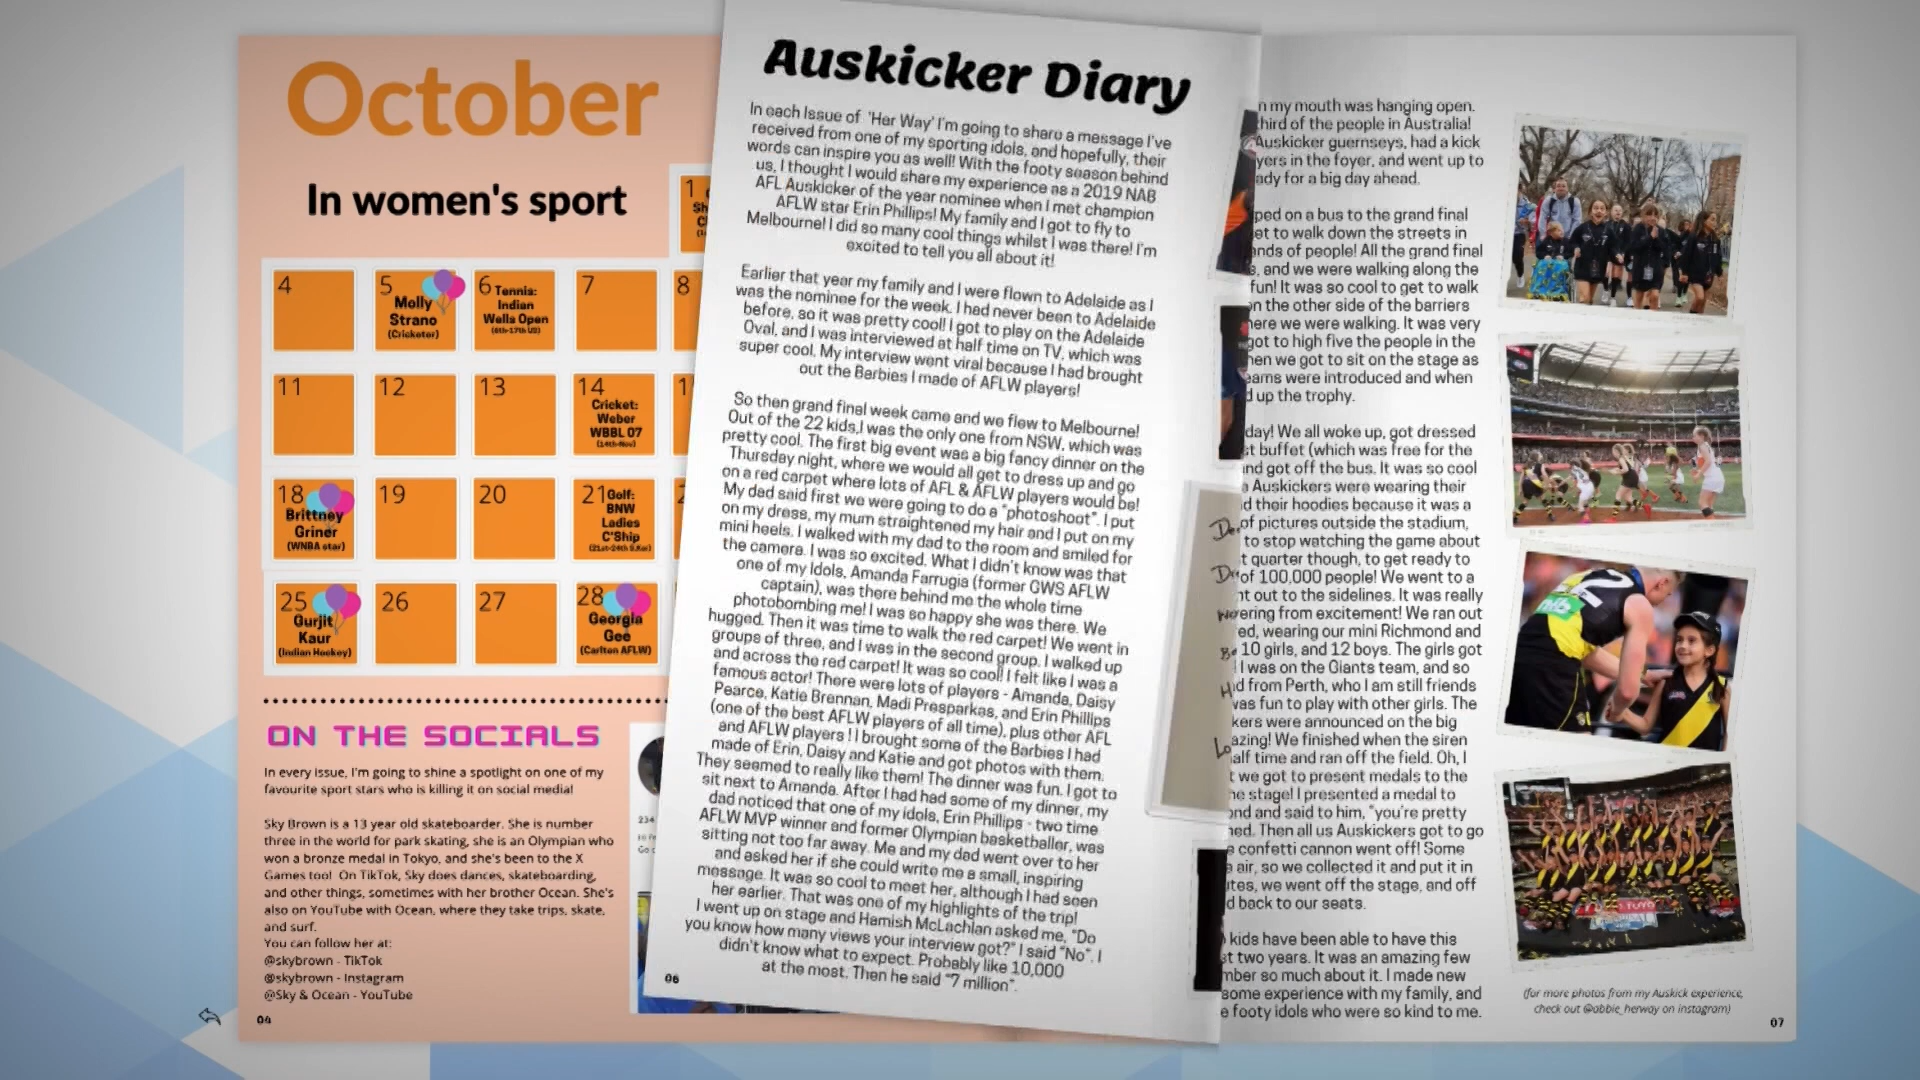 October
In women's sport
1
4
5
Molly
Strano
(Cricketer)
6 Tennis:
Indian
Wells Open
(6th-17th US)
7
8
11
12
13
14
Cricket:
Weber
WBBL 07
(14th-Nov)
18
Brittney
Griner
(WNBA star)
19
20
21 Golf:
BNW
Ladies
C'Ship
(21st-24th S.Kor)
25
Gurjit
Kaur
(Indian Hockey)
26
27
28
Georgia
Gee
(Carlton AFLW)
ON THE SOCIALS
In every issue, I'm going to shine a spotlight on one of my
favourite sport stars who is killing it on social media!
Sky Brown is a 13 year old skateboarder. She is number
three in the world for park skating, she is an Olympian who
won a bronze medal in Tokyo, and she's been to the X
Games too! On TikTok, Sky does dances, skateboarding,
and other things, sometimes with her brother Ocean. She's
also on YouTube with Ocean, where they take trips, skate,
and surf.
You can follow her at:
@skybrown - TikTok
@skybrown - Instagram
@Sky & Ocean - YouTube
04
234
Auskicker Diary
In each Issue of 'Her Way' I'm going to share a message I've
received from one of my sporting idols, and hopefully, their
words can inspire you as well! With the footy season behind
us, I thought I would share my experience as a 2019 NAB
AFL Auskicker of the year nominee when I met champion
AFLW star Erin Phillips! My family and I got to fly to
Melbourne! I did so many cool things whilst I was there! I'm
excited to tell you all about it!
Earlier that year my family and I were flown to Adelaide as I
was the nominee for the week. I had never been to Adelaide
before, so it was pretty cool! I got to play on the Adelaide
Oval, and I was interviewed at half time on TV, which was
super cool. My interview went viral because I had brought
out the Barbies I made of AFLW players!
So then grand final week came and we flew to Melbourne!
Out of the 22 kids,I was the only one from NSW, which was
pretty cool. The first big event was a big fancy dinner on the
Thursday night, where we would all get to dress up and go
on a red carpet where lots of AFL & AFLW players would be!
My dad said first we were going to do a "photoshoot". I put
on my dress, my mum straightened my hair and I put on my
mini heels. I walked with my dad to the room and smiled for
the camera. I was so excited. What I didn't know was that
one of my Idols, Amanda Farrugia (former GWS AFLW
captain), was there behind me the whole time
photobombing me! I was so happy she was there. We
hugged. Then it was time to walk the red carpet! We went in
groups of three, and I was in the second group. I walked up
and across the red carpet! It was so cool! I felt like I was a
famous actor! There were lots of players - Amanda, Daisy
Pearce, Katie Brennan, Madi Presparkas, and Erin Phillips
(one of the best AFLW players of all time), plus other AFL
and AFLW players ! I brought some of the Barbies I had
made of Erin, Daisy and Katie and got photos with them.
They seemed to really like them! The dinner was fun. I got to
sit next to Amanda. After I had had some of my dinner, my
dad noticed that one of my idols, Erin Phillips - two time
AFLW MVP winner and former Olympian basketballer, was
sitting not too far away. Me and my dad went over to her
and asked her if she could write me a small, inspiring
message. It was so cool to meet her, although I had seen
her earlier. That was one of my highlights of the trip!
I went up on stage and Hamish McLachlan asked me, "Do
you know how many views your interview got?" I said "No". I
didn't know what to expect. Probably like 10,000
at the most. Then he said "7 million".
06
n my mouth was hanging open.
third of the people in Australia!
Auskicker guernseys, had a kick
yers in the foyer, and went up to
ady for a big day ahead.
ped on a bus to the grand final
et to walk down the streets in
ands of people! All the grand final
, and we were walking along the
fun! It was so cool to get to walk
on the other side of the barriers
here we were walking. It was very
got to high five the people in the
hen we got to sit on the stage as
eams were introduced and when
d up the trophy.
day! We all woke up, got dressed
st buffet (which was free for the
and got off the bus. It was so cool
Auskickers were wearing their
d their hoodies because it was a
of pictures outside the stadium,
to stop watching the game about
t quarter though, to get ready to
of 100,000 people! We went to a
nt out to the sidelines. It was really
ering from excitement! We ran out
ed, wearing our mini Richmond and
10 girls, and 12 boys. The girls got
I was on the Giants team, and so
d from Perth, who I am still friends
was fun to play with other girls. The
kers were announced on the big
azing! We finished when the siren
alf time and ran off the field. Oh, I
t we got to present medals to the
he stage! I presented a medal to
ond and said to him, "you're pretty
ned. Then all us Auskickers got to go
e confetti cannon went off! Some
e air, so we collected it and put it in
utes, we went off the stage, and off
d back to our seats.
kids have been able to have this
st two years. It was an amazing few
mber so much about it. I made new
some experience with my family, and
e footy idols who were so kind to me.
(for more photos from my Auskick experience,
check out @abbie_herway on instagram)
07